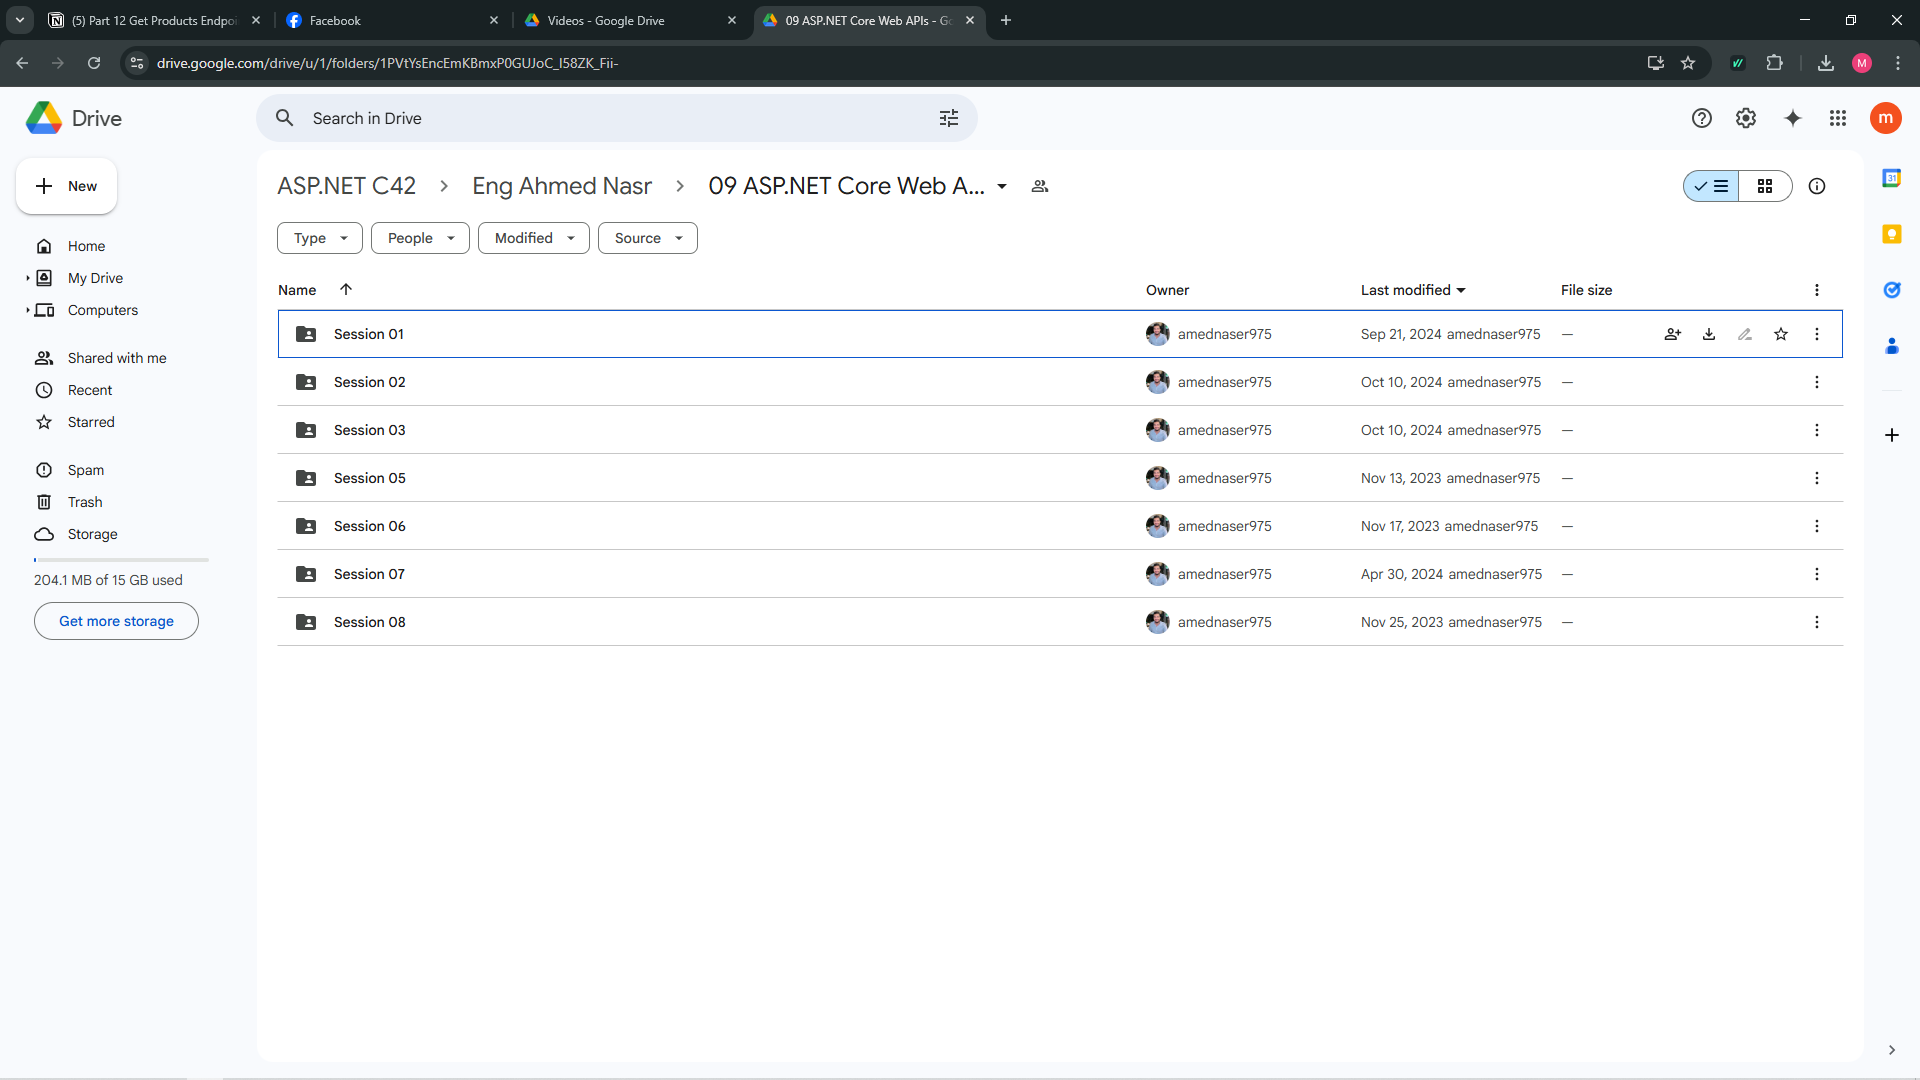 (5) Part 12 Get Products Endpoi
Facebook
Videos - Google Drive
09 ASP.NET Core Web APIs - Go
drive.google.com/drive/u/1/folders/1PVtYsEncEmKBmxP0GUJoC_I58ZK_Fii-
M
Drive
Search in Drive
m
New
ASP.NET C42 > Eng Ahmed Nasr > 09 ASP.NET Core Web A...
31
Type
People
Modified
Source
Home
My Drive
Computers
Shared with me
Recent
Starred
Spam
Trash
Storage
204.1 MB of 15 GB used
Get more storage
Name Owner Last modified File size
Session 01 amednaser975 Sep 21, 2024 amednaser975 —
Session 02 amednaser975 Oct 10, 2024 amednaser975 —
Session 03 amednaser975 Oct 10, 2024 amednaser975 —
Session 05 amednaser975 Nov 13, 2023 amednaser975 —
Session 06 amednaser975 Nov 17, 2023 amednaser975 —
Session 07 amednaser975 Apr 30, 2024 amednaser975 —
Session 08 amednaser975 Nov 25, 2023 amednaser975 —